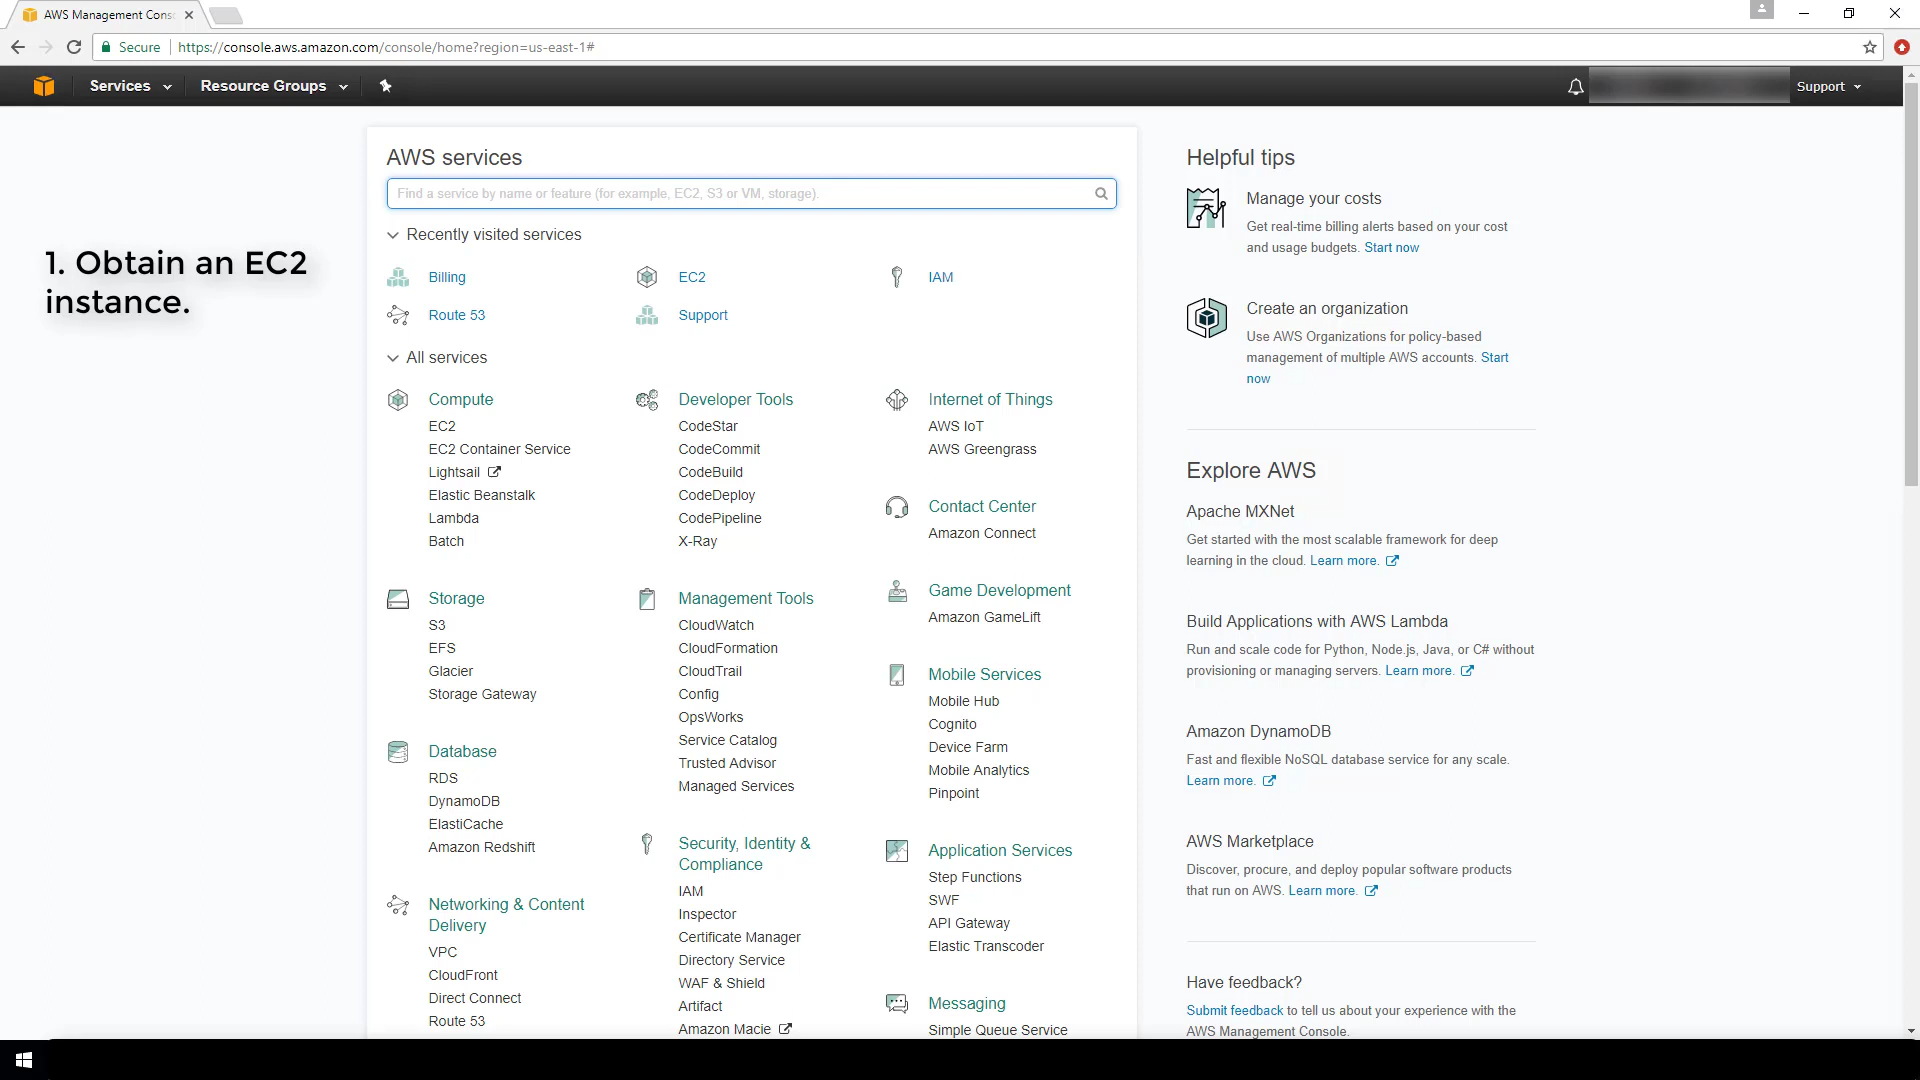 AWS Management Cons
Secure
https://console.aws.amazon.com/console/home?region=us-east-1#
Services
Resource Groups
Support
1. Obtain an EC2
instance.
AWS services
Find a service by name or feature (for example, EC2, S3 or VM, storage).
Recently visited services
Billing
EC2
IAM
Route 53
Support
All services
Compute
EC2
EC2 Container Service
Lightsail
Elastic Beanstalk
Lambda
Batch
Storage
S3
EFS
Glacier
Storage Gateway
Database
RDS
DynamoDB
ElastiCache
Amazon Redshift
Networking & Content
Delivery
VPC
CloudFront
Direct Connect
Route 53
Developer Tools
CodeStar
CodeCommit
CodeBuild
CodeDeploy
CodePipeline
X-Ray
Management Tools
CloudWatch
CloudFormation
CloudTrail
Config
OpsWorks
Service Catalog
Trusted Advisor
Managed Services
Security, Identity &
Compliance
IAM
Inspector
Certificate Manager
Directory Service
WAF & Shield
Artifact
Amazon Macie
Internet of Things
AWS IoT
AWS Greengrass
Contact Center
Amazon Connect
Game Development
Amazon GameLift
Mobile Services
Mobile Hub
Cognito
Device Farm
Mobile Analytics
Pinpoint
Application Services
Step Functions
SWF
API Gateway
Elastic Transcoder
Messaging
Simple Queue Service
Helpful tips
Manage your costs
Get real-time billing alerts based on your cost
and usage budgets. Start now
Create an organization
Use AWS Organizations for policy-based
management of multiple AWS accounts. Start
now
Explore AWS
Apache MXNet
Get started with the most scalable framework for deep
learning in the cloud. Learn more.
Build Applications with AWS Lambda
Run and scale code for Python, Node.js, Java, or C# without
provisioning or managing servers. Learn more.
Amazon DynamoDB
Fast and flexible NoSQL database service for any scale.
Learn more.
AWS Marketplace
Discover, procure, and deploy popular software products
that run on AWS. Learn more.
Have feedback?
Submit feedback to tell us about your experience with the
AWS Management Console.